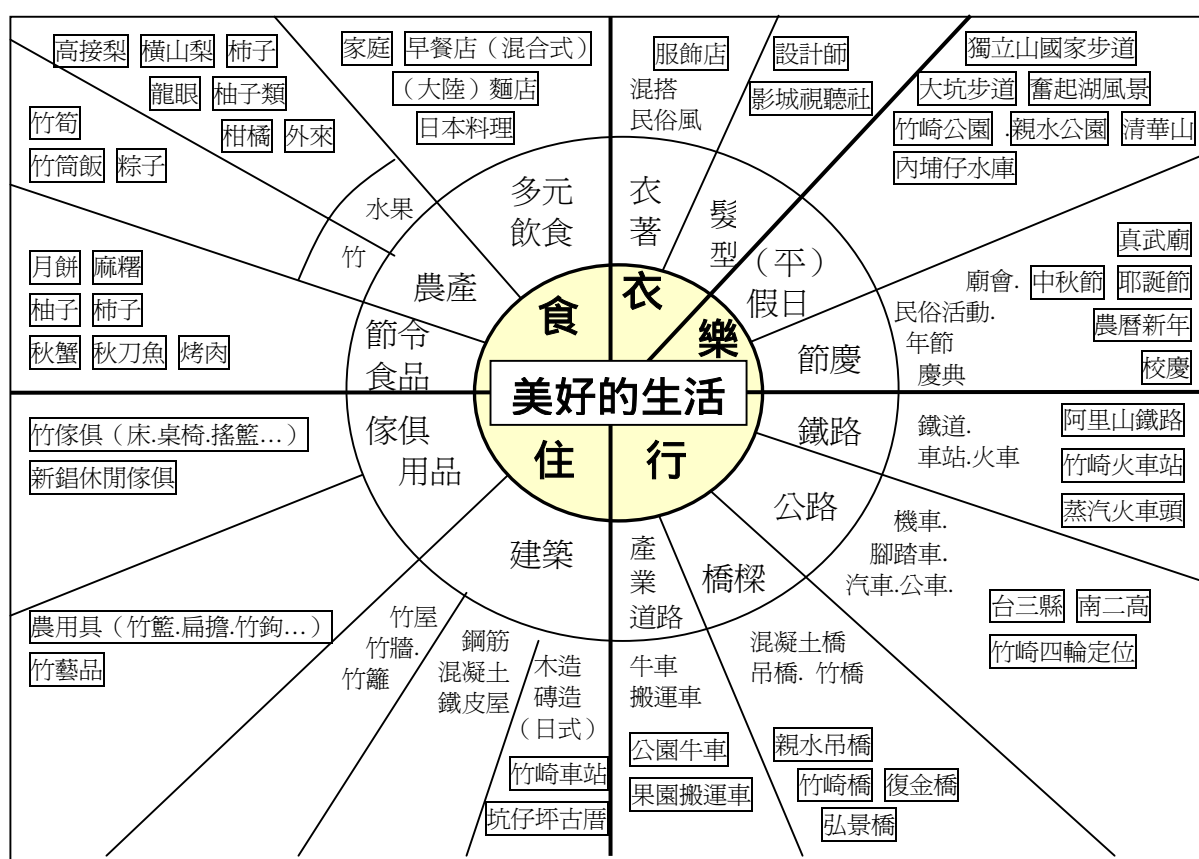 美好的生活
食
衣
樂
住
行
多元
飲食
家庭 早餐店（混合式）
（大陸）麵店
日本料理
農產
水果
高接梨 橫山梨 柿子
龍眼 柚子類
柑橘 外來
竹
竹筍
竹筒飯 粽子
節令
食品
月餅 麻糬
柚子 柿子
秋蟹 秋刀魚 烤肉
衣
著
服飾店
混搭
民俗風
髮
型
設計師
影城視聽社
（平）
假日
獨立山國家步道
大坑步道 奮起湖風景
竹崎公園 .親水公園 清華山
內埔仔水庫
節慶
廟會. 中秋節
民俗活動.
年節
慶典
真武廟
耶誕節
農曆新年
校慶
鐵路
鐵道.
車站.火車
阿里山鐵路
竹崎火車站
蒸汽火車頭
公路
機車.
腳踏車.
汽車.公車.
台三縣 南二高
竹崎四輪定位
橋樑
混凝土橋
吊橋. 竹橋
親水吊橋
竹崎橋 復金橋
弘景橋
產
業
道路
牛車
搬運車
公園牛車
果園搬運車
建築
竹屋
竹牆.
竹籬
鋼筋
混凝土
鐵皮屋
木造
磚造
（日式）
竹崎車站
坑仔坪古厝
傢俱
用品
竹傢俱（床.桌椅.搖籃…）
新錩休閒傢俱
農用具（竹籃.扁擔.竹鉤…）
竹藝品